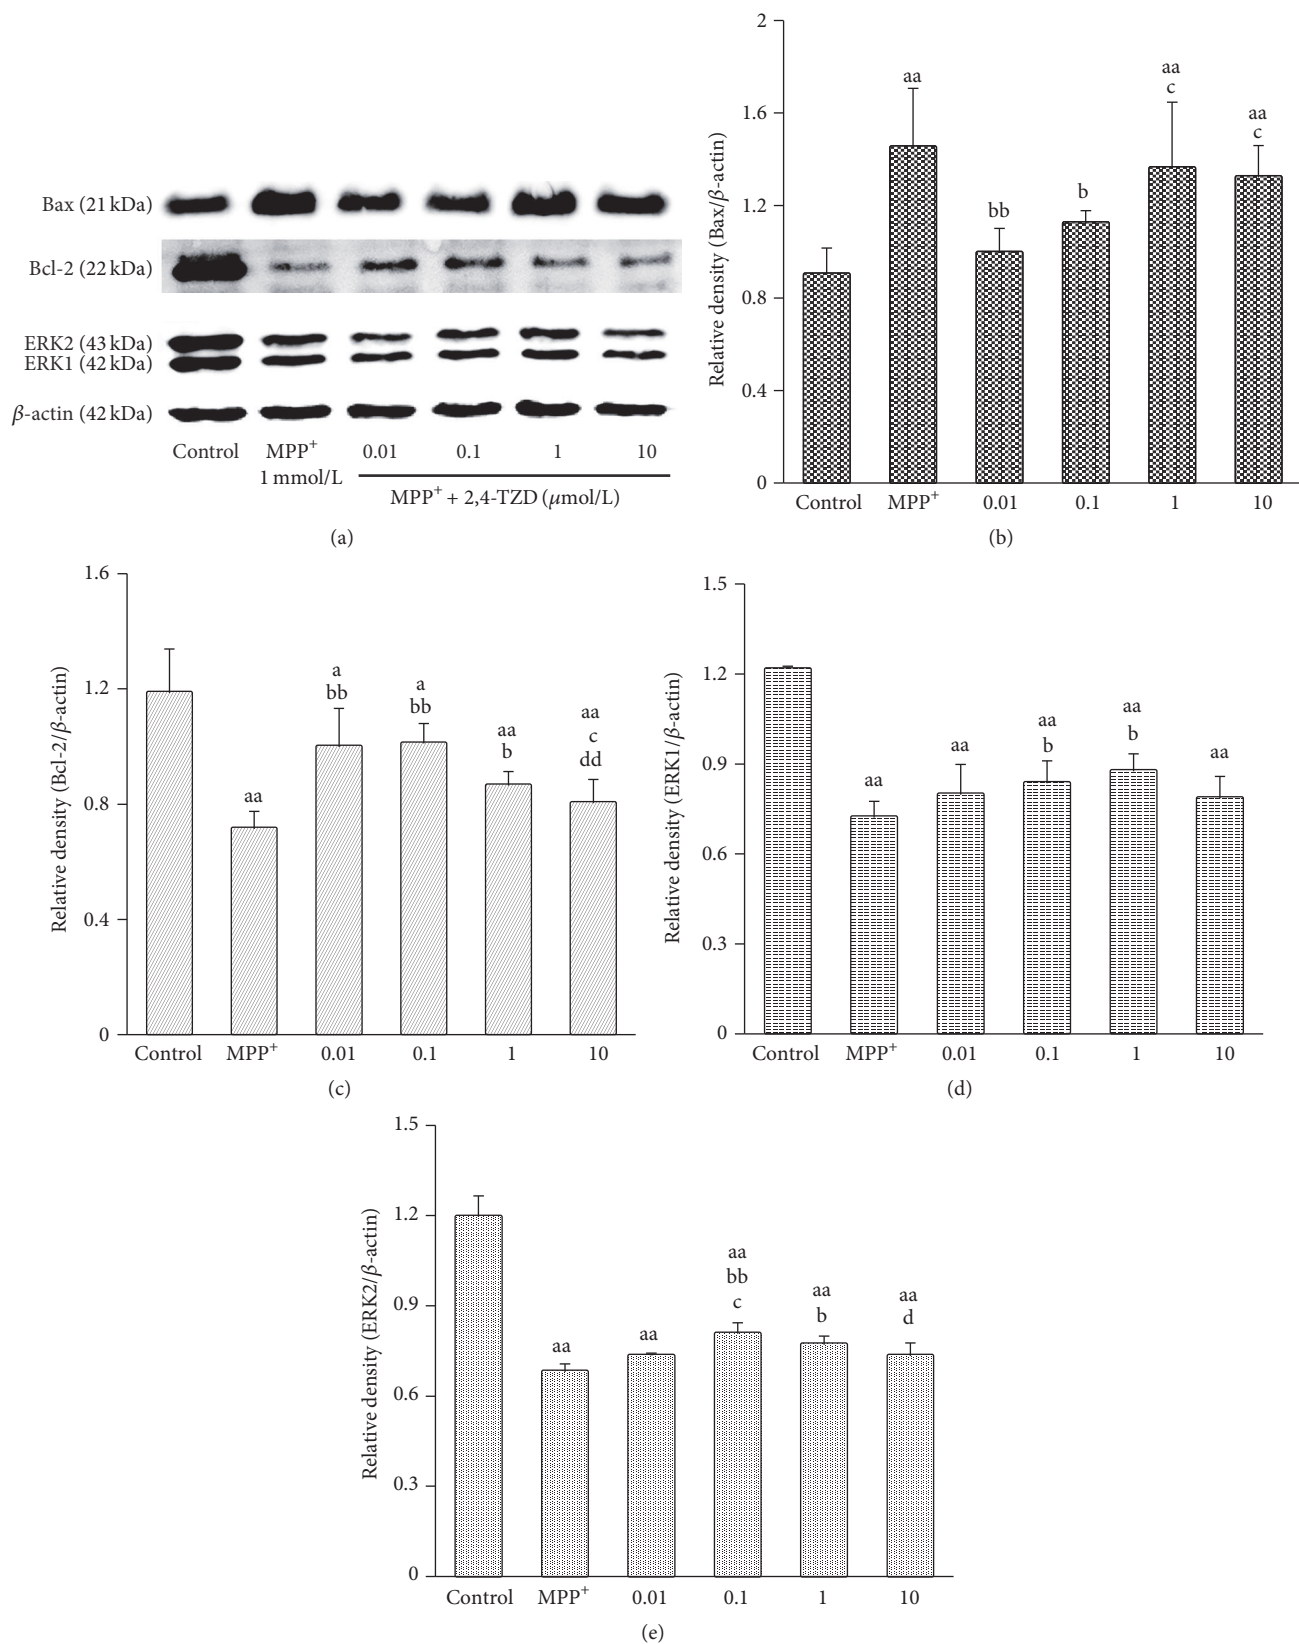 Bax (21 kDa)
Bcl-2 (22 kDa)
ERK2 (43 kDa)
ERK1 (42 kDa)
β-actin (42 kDa)
Control MPP+ 0.01 0.1 1 10
1 mmol/L
MPP+ + 2,4-TZD (μmol/L)
(a)
2
1.6
1.2
0.8
0.4
0
Relative density (Bax/β-actin)
aa
bb
b
aa
c
aa
c
Control MPP+ 0.01 0.1 1 10
(b)
1.6
1.2
0.8
0.4
0
Relative density (Bcl-2/β-actin)
aa
a
bb
a
bb
aa
b
aa
c
dd
Control MPP+ 0.01 0.1 1 10
(c)
1.5
1.2
0.9
0.6
0.3
0
Relative density (ERK1/β-actin)
aa
aa
aa
b
aa
b
aa
Control MPP+ 0.01 0.1 1 10
(d)
1.5
1.2
0.9
0.6
0.3
0
Relative density (ERK2/β-actin)
aa
aa
aa
bb
c
aa
b
aa
d
Control MPP+ 0.01 0.1 1 10
(e)